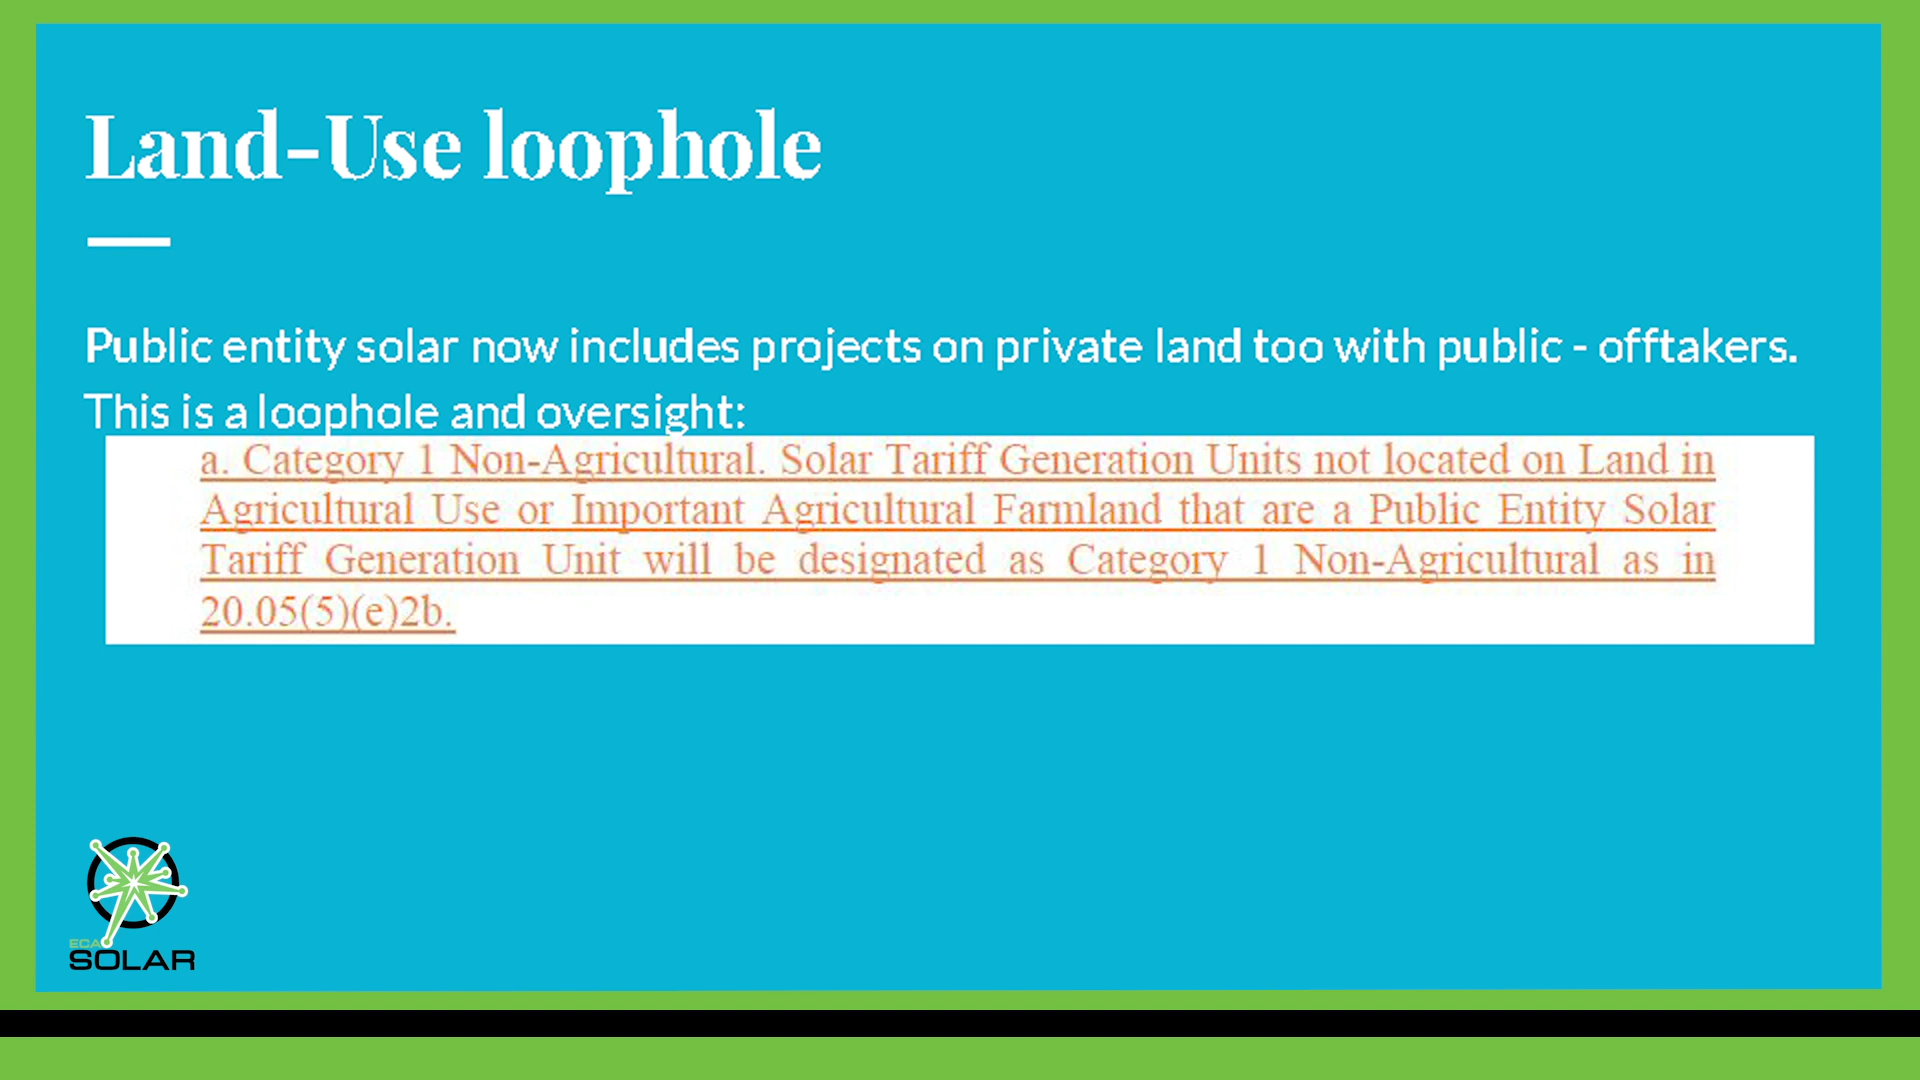 Land-Use loophole
Public entity solar now includes projects on private land too with public - offtakers.
This is a loophole and oversight:
a. Category 1 Non-Agricultural. Solar Tariff Generation Units not located on Land in
Agricultural Use or Important Agricultural Farmland that are a Public Entity Solar
Tariff Generation Unit will be designated as Category 1 Non-Agricultural as in
20.05(5)(e)2b.
ECA
SOLAR